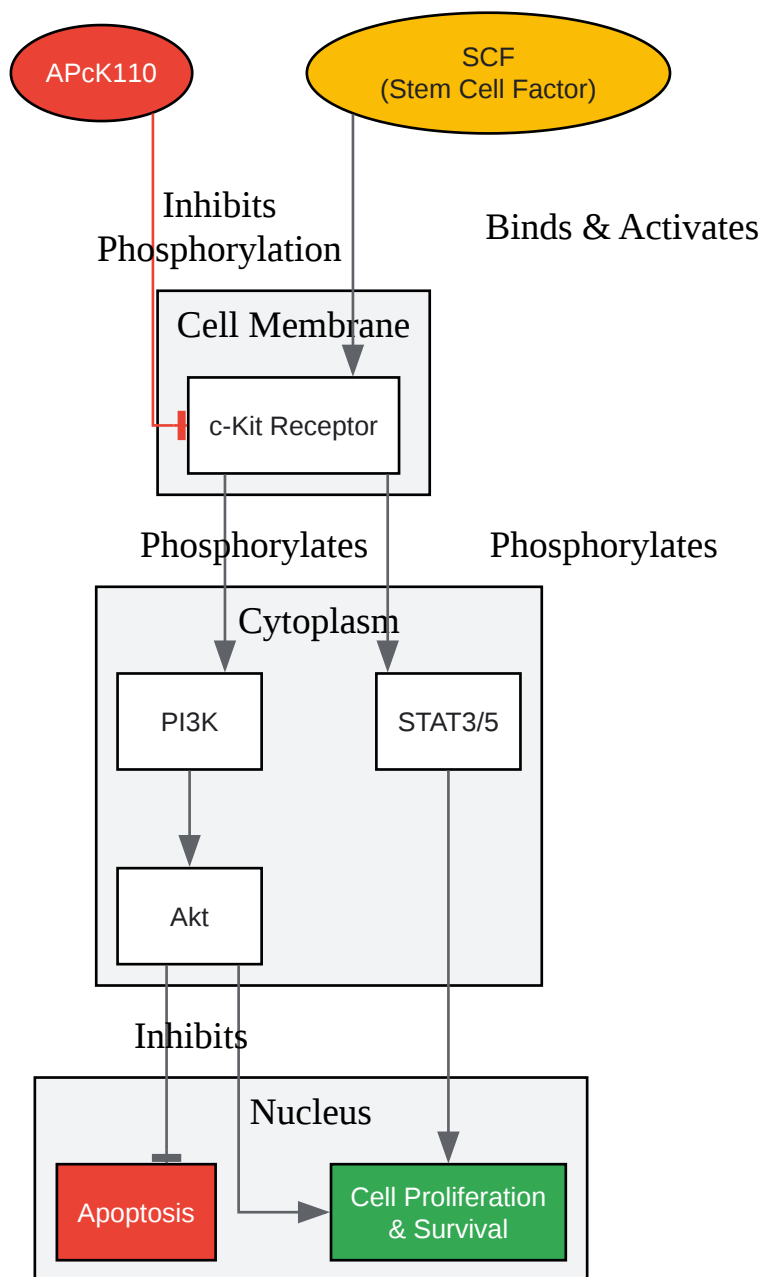 APcK110
SCF
(Stem Cell Factor)
Inhibits
Phosphorylation
Binds & Activates
Cell Membrane
c-Kit Receptor
Phosphorylates
Phosphorylates
Cytoplasm
PI3K
STAT3/5
Akt
Inhibits
Nucleus
Apoptosis
Cell Proliferation
& Survival